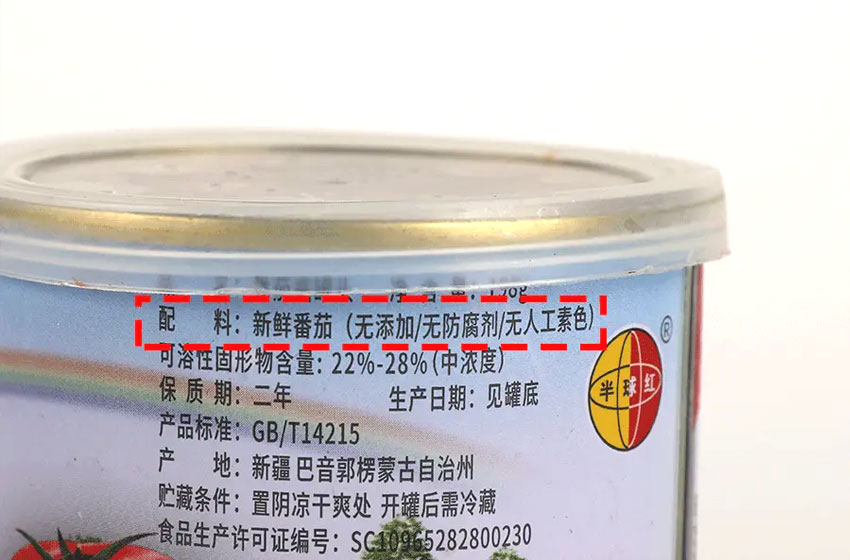 净 含 量：198g
配 料：新鲜番茄（无添加/无防腐剂/无人工素色）
可溶性固形物含量：22%-28%(中浓度)
保 质 期：二年 生产日期：见罐底
产品标准：GB/T14215
产 地：新疆 巴音郭楞蒙古自治州
贮藏条件：置阴凉干爽处 开罐后需冷藏
食品生产许可证编号：SC10965282800230
半球红
®